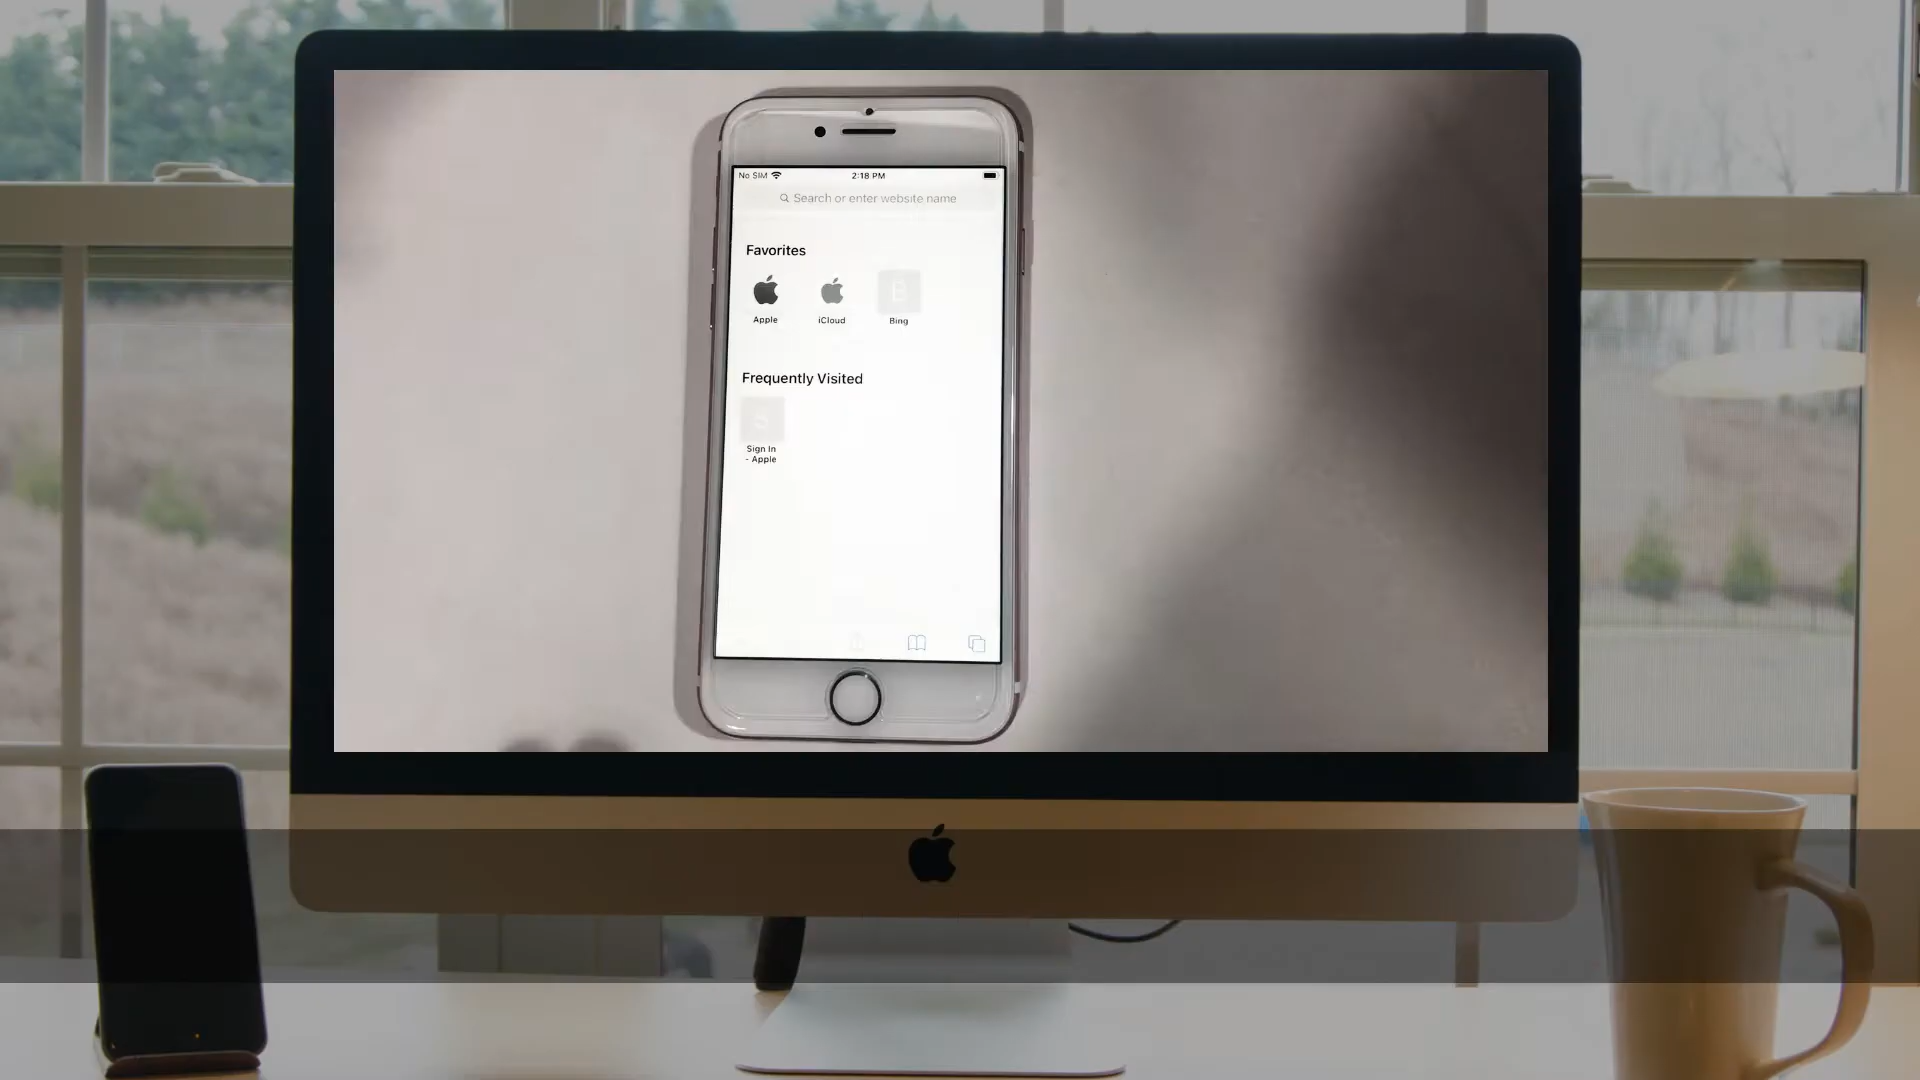 No SIM 2:18 PM
Search or enter website name
Favorites
Apple iCloud Bing
Frequently Visited
S
Sign In
- Apple